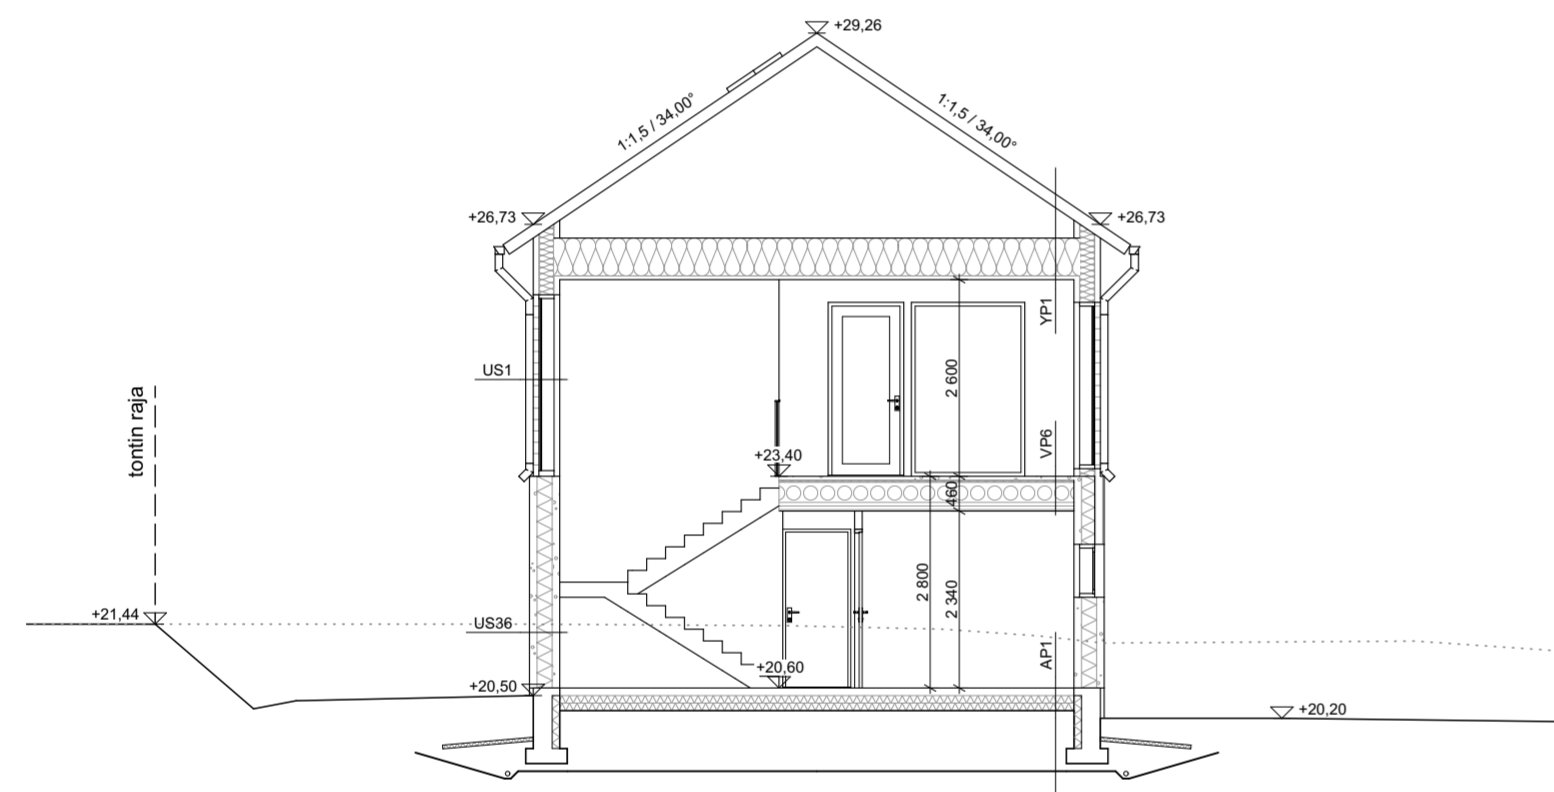 +29,26
1:1,5 / 34,00°
1:1,5 / 34,00°
+26,73
+26,73
YP1
US1
2 600
tontin raja
VP6
+23,40
460
2 800
2 340
+21,44
US36
AP1
+20,60
+20,50
+20,20